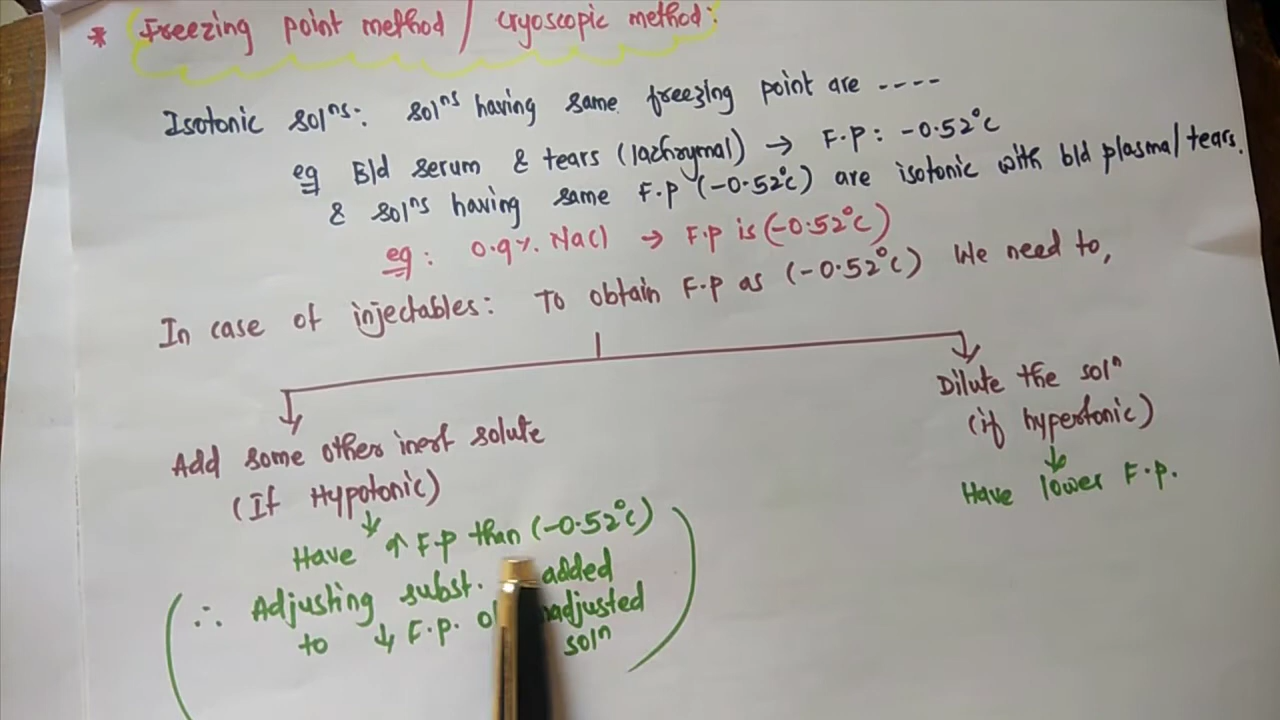 * Freezing point method / cryoscopic method:
Isotonic solⁿˢ: solⁿˢ having same freezing point are ----
eg Bld serum & tears (lachrymal) → F.P: -0.52°C
& solⁿˢ having same F.P (-0.52°C) are isotonic with bld plasma/tears.
eg: 0.9% NaCl → F.P is (-0.52°C)
In case of injectables: To obtain F.P as (-0.52°C) We need to,
Add some other inert solute
(If Hypotonic)
Have ↑ F.P than (-0.52°C)
∴ Adjusting subst. added
to ↓ F.P. adjusted
solⁿ
Dilute the solⁿ
(if hypertonic)
Have lower F.P.